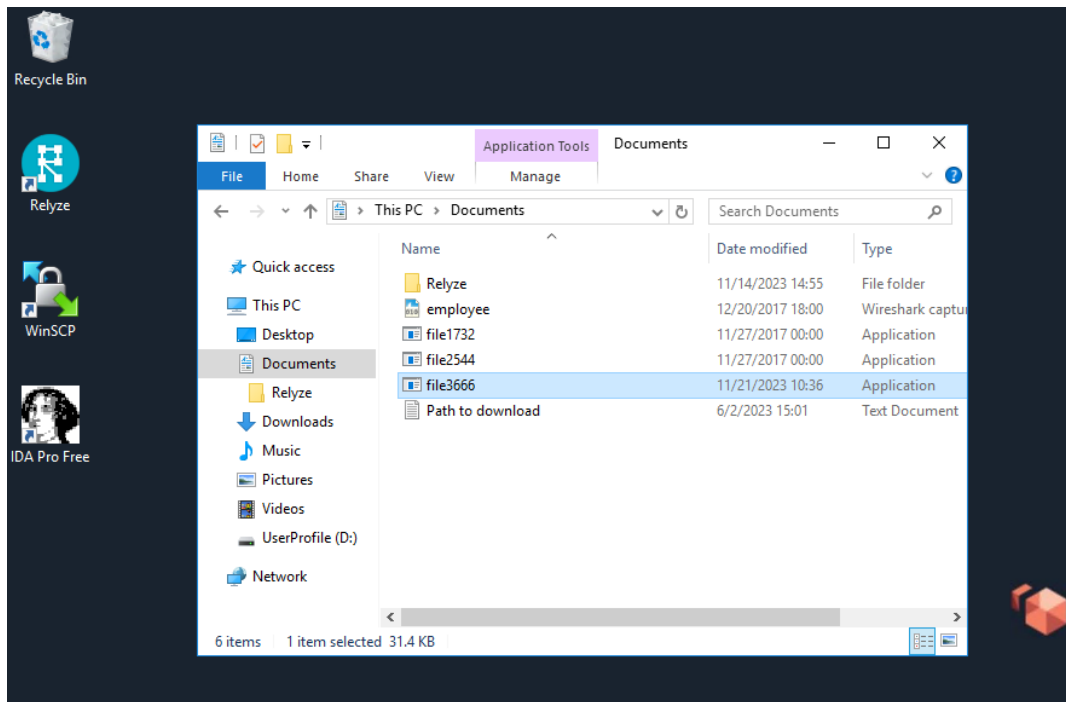 Recycle Bin
Relyze
WinSCP
IDA Pro Free
Application Tools
Documents
File
Home
Share
View
Manage
This PC
Documents
Search Documents
Name
Date modified
Type
Quick access
This PC
Desktop
Documents
Relyze
Downloads
Music
Pictures
Videos
UserProfile (D:)
Network
Relyze 11/14/2023 14:55 File folder
employee 12/20/2017 18:00 Wireshark captu
file1732 11/27/2017 00:00 Application
file2544 11/27/2017 00:00 Application
file3666 11/21/2023 10:36 Application
Path to download 6/2/2023 15:01 Text Document
6 items 1 item selected 31.4 KB